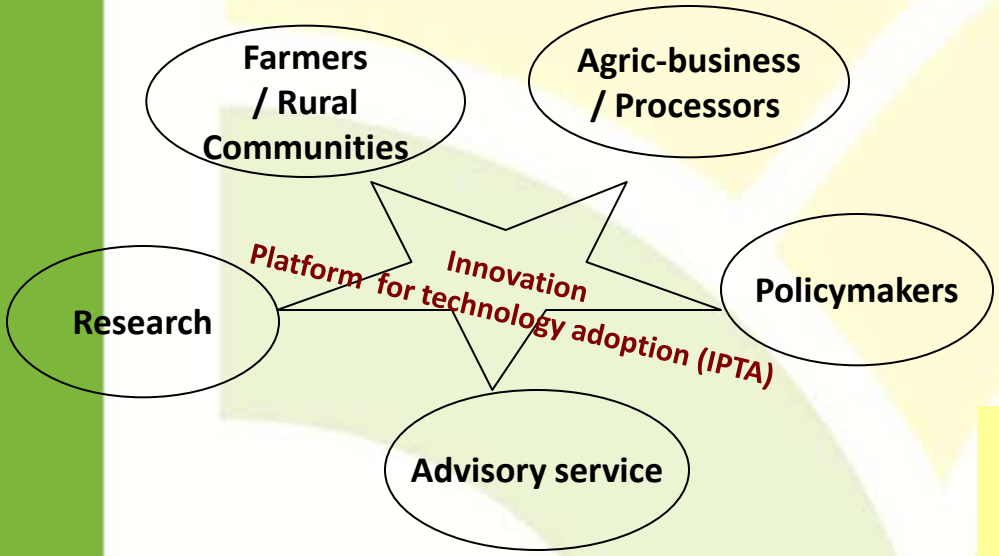 Farmers
/ Rural
Communities
Agric-business
/ Processors
Innovation
Platform for technology adoption (IPTA)
Policymakers
Research
Advisory service